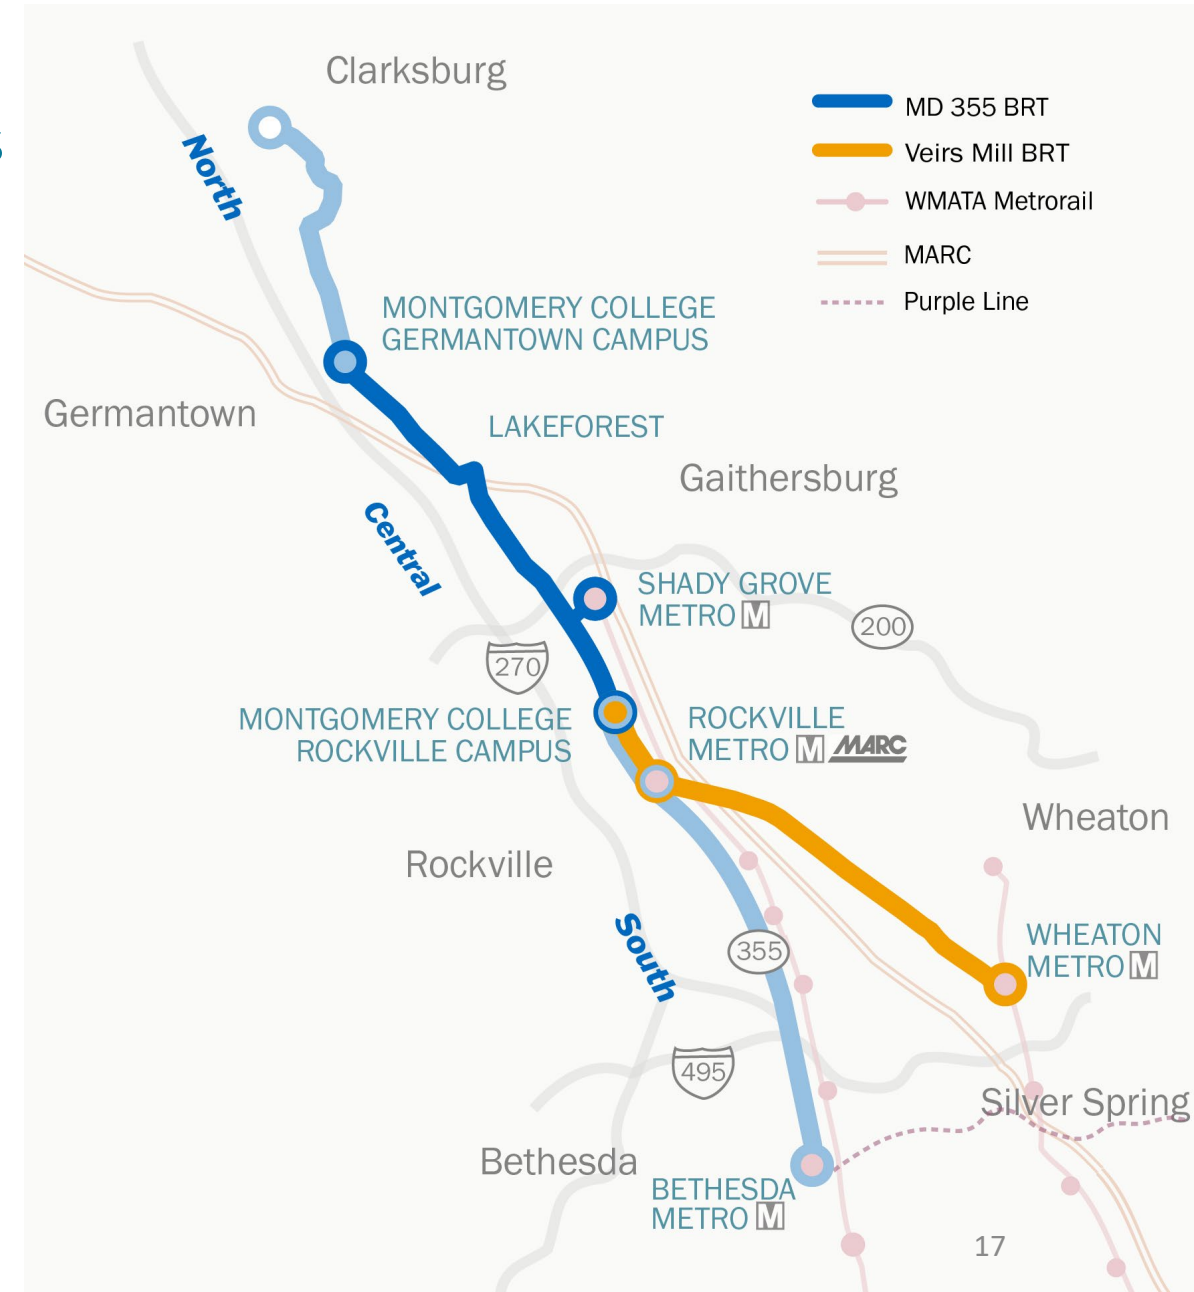 Clarksburg
North
MD 355 BRT
Veirs Mill BRT
WMATA Metrorail
MARC
Purple Line
MONTGOMERY COLLEGE
GERMANTOWN CAMPUS
Germantown
LAKEFOREST
Gaithersburg
Central
SHADY GROVE
METRO M
200
270
MONTGOMERY COLLEGE
ROCKVILLE CAMPUS
ROCKVILLE
METRO M MARC
Wheaton
Rockville
South
355
WHEATON
METRO M
495
Silver Spring
Bethesda
BETHESDA
METRO M
17